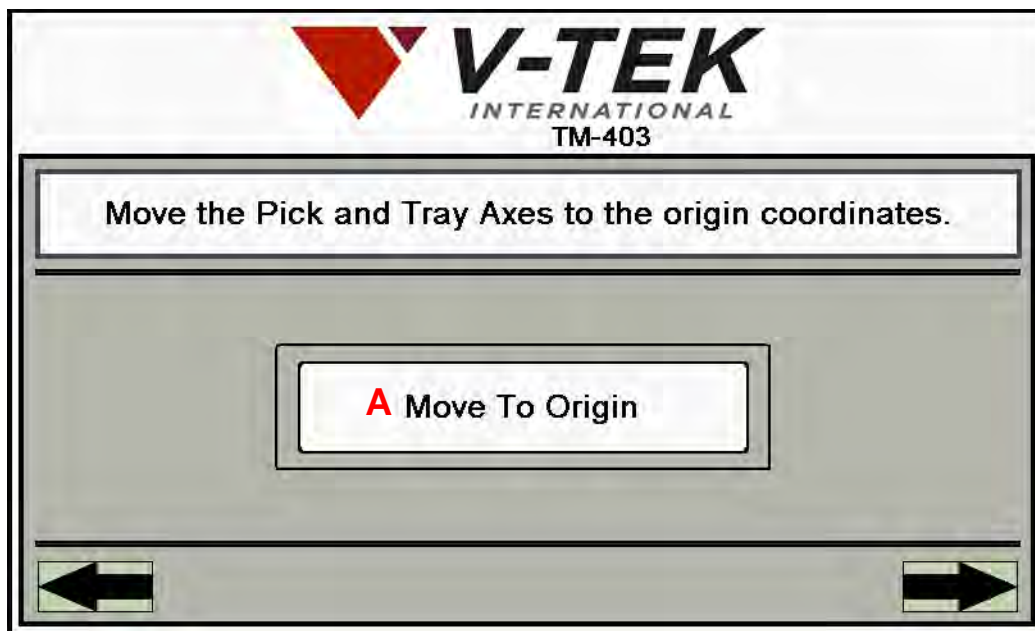 V-TEK
INTERNATIONAL
TM-403
Move the Pick and Tray Axes to the origin coordinates.
A Move To Origin